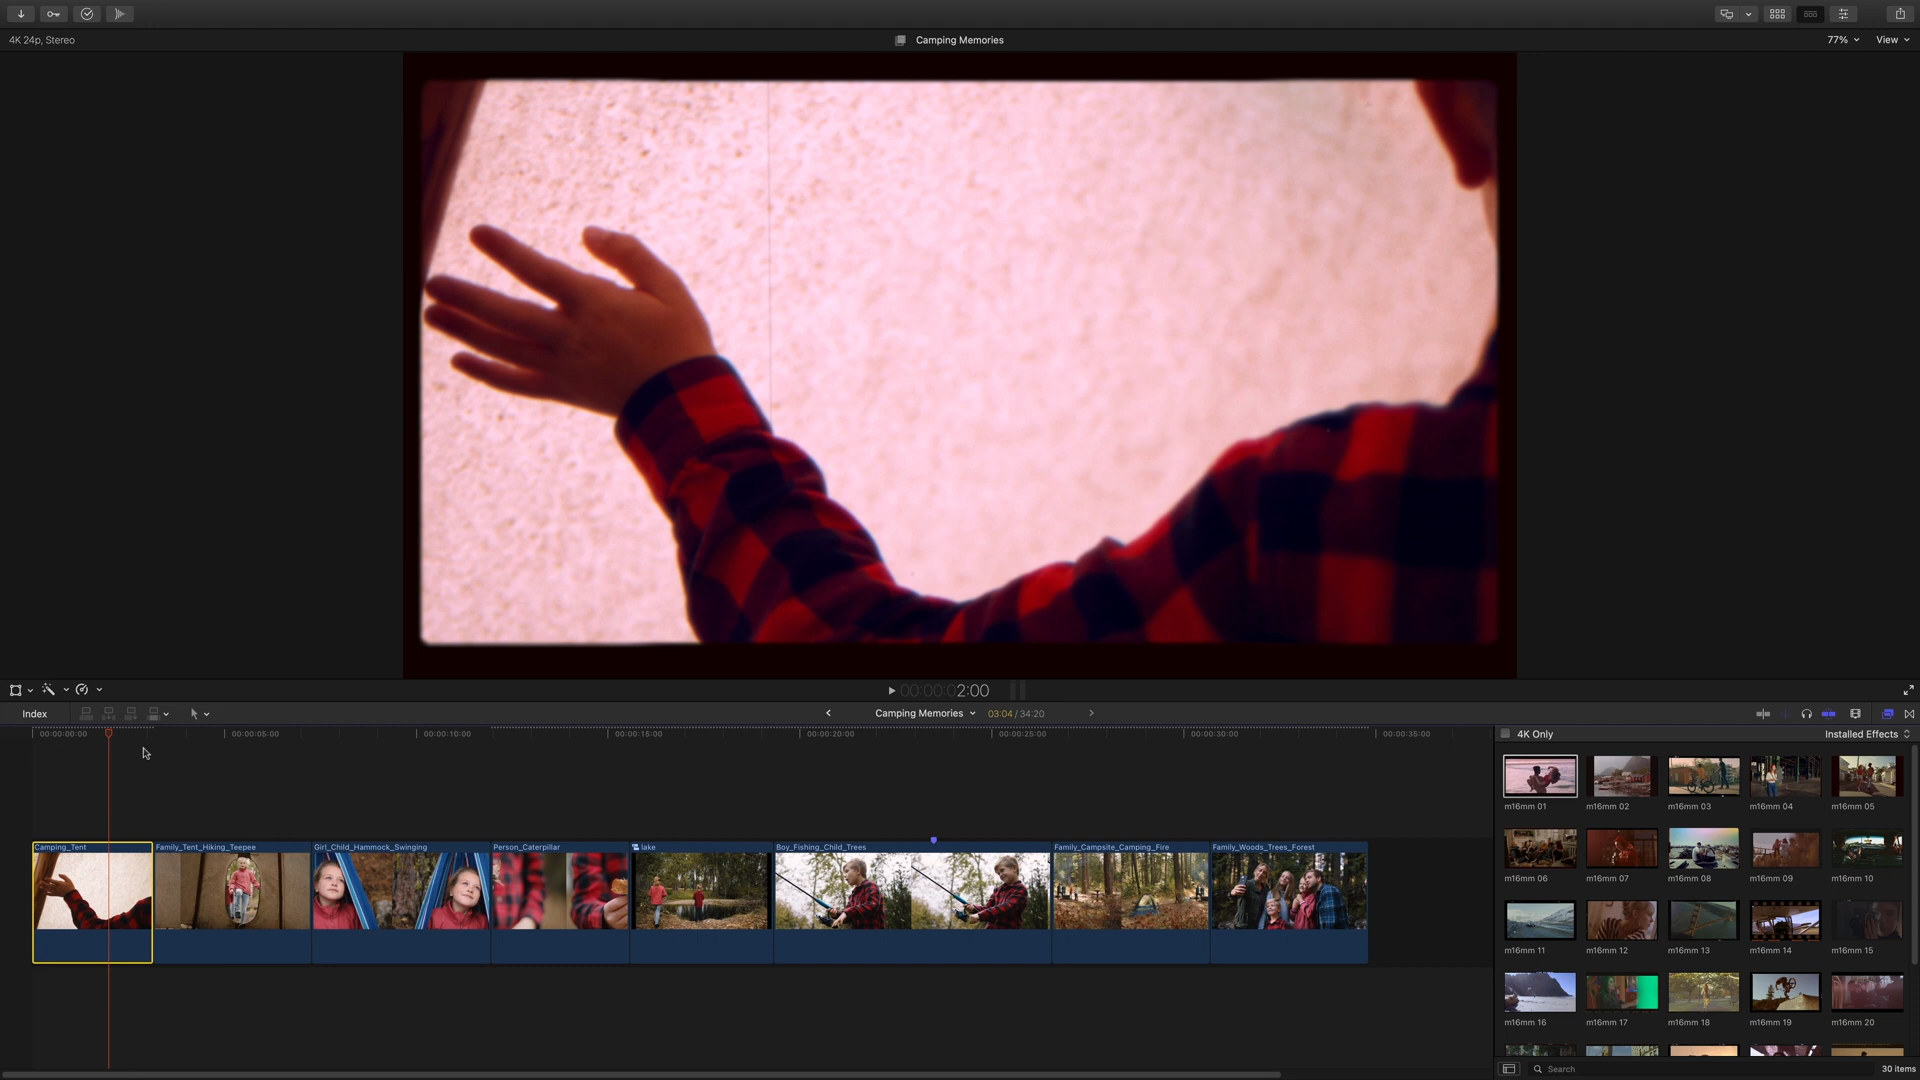 4K 24p, Stereo
Camping Memories
77%
View
00:00:02:00
Index
Camping Memories
03:04 / 34:20
00:00:00:00
00:00:05:00
00:00:10:00
00:00:15:00
00:00:20:00
00:00:25:00
00:00:30:00
00:00:35:00
4K Only
Installed Effects
Camping_Tent
Family_Tent_Hiking_Teepee
Girl_Child_Hammock_Swinging
Person_Caterpillar
lake
Boy_Fishing_Child_Trees
Family_Campsite_Camping_Fire
Family_Woods_Trees_Forest
m16mm 01
m16mm 02
m16mm 03
m16mm 04
m16mm 05
m16mm 06
m16mm 07
m16mm 08
m16mm 09
m16mm 10
m16mm 11
m16mm 12
m16mm 13
m16mm 14
m16mm 15
m16mm 16
m16mm 17
m16mm 18
m16mm 19
m16mm 20
Search
30 items